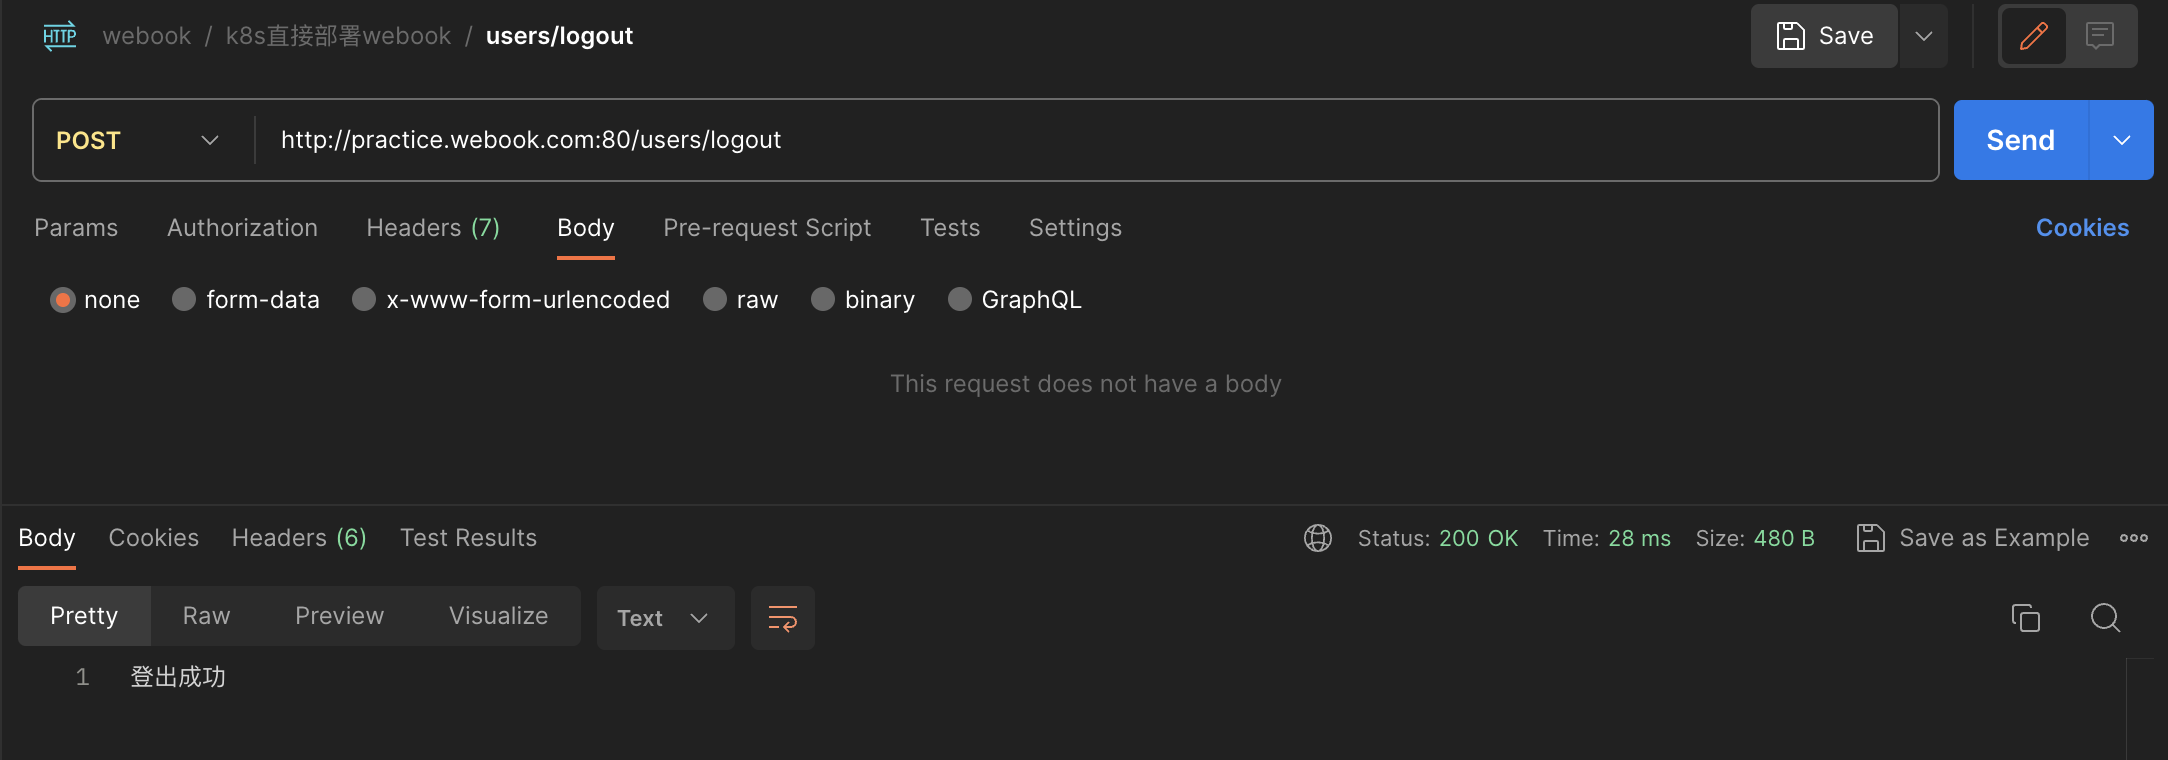 HTTP webook / k8s直接部署webook / users/logout Save
POST http://practice.webook.com:80/users/logout Send
Params Authorization Headers (7) Body Pre-request Script Tests Settings Cookies
none form-data x-www-form-urlencoded raw binary GraphQL
This request does not have a body
Body Cookies Headers (6) Test Results Status: 200 OK Time: 28 ms Size: 480 B Save as Example
Pretty Raw Preview Visualize Text
1 登出成功